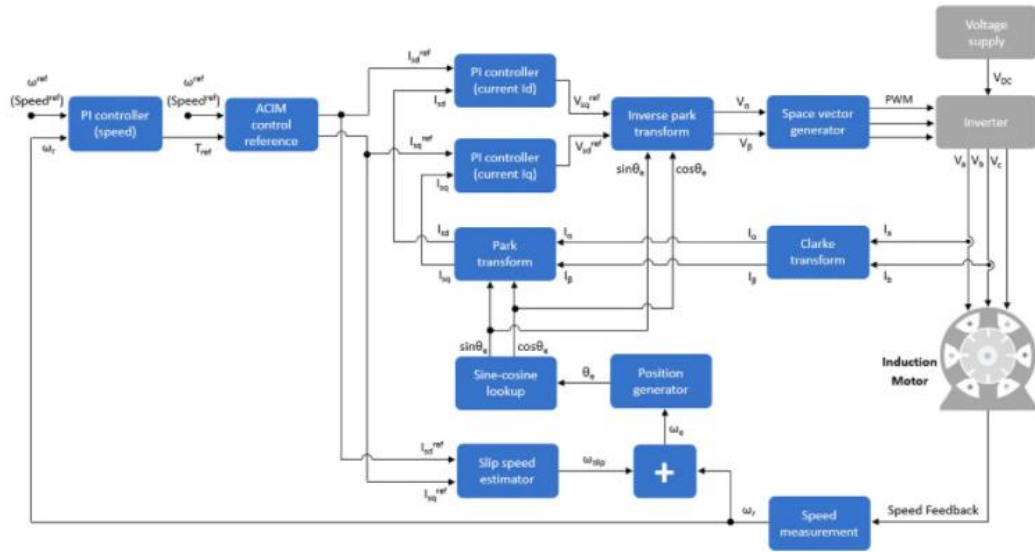 Voltage
supply
V_DC
I_sd^ref
ω^ref
(Speed^ref)
ω^ref
(Speed^ref)
PI controller
(speed)
ACIM
control
reference
ω_r
T_ref
PI controller
(current Id)
I_sd
V_sq^ref
Inverse park
transform
V_α
V_β
Space vector
generator
PWM
Inverter
I_sq^ref
I_sq
PI controller
(current Iq)
V_sd^ref
sinθ_e
cosθ_e
V_a
V_b
V_c
I_sd
I_sq
Park
transform
I_α
I_β
I_α
I_β
Clarke
transform
I_a
I_b
sinθ_e
cosθ_e
Sine-cosine
lookup
θ_e
Position
generator
Induction
Motor
ω_e
I_sd^ref
I_sq^ref
Slip speed
estimator
ω_slip
+
ω_r
Speed
measurement
Speed Feedback